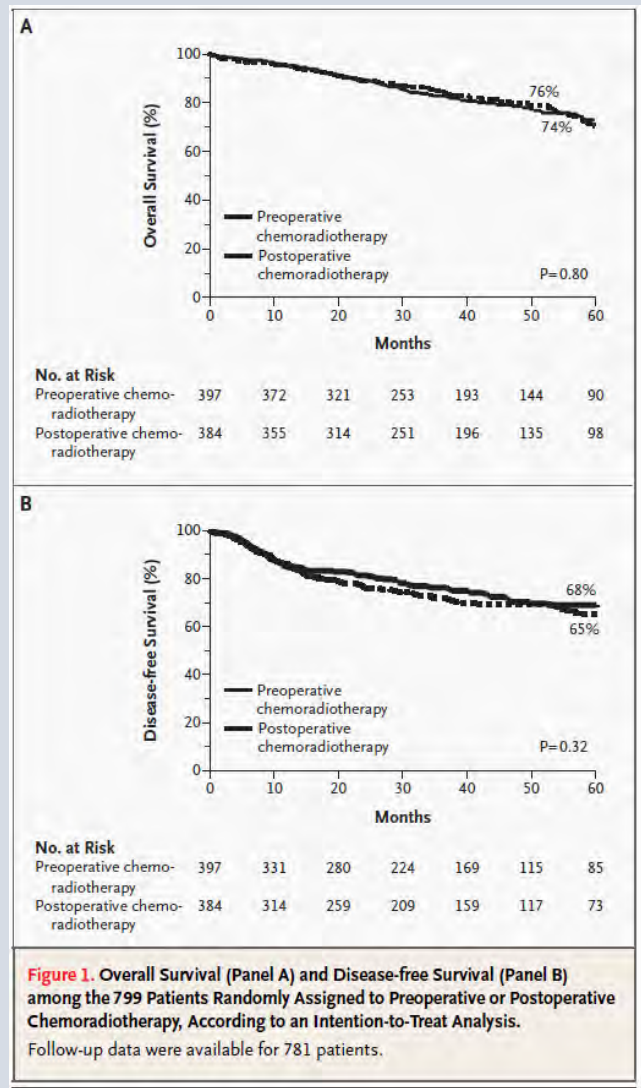 A
100
80
60
40
20
0
Overall Survival (%)
76%
74%
Preoperative
chemoradiotherapy
Postoperative
chemoradiotherapy
P=0.80
0 10 20 30 40 50 60
Months
No. at Risk
Preoperative chemo- 397 372 321 253 193 144 90
radiotherapy
Postoperative chemo- 384 355 314 251 196 135 98
radiotherapy
B
100
80
60
40
20
0
Disease-free Survival (%)
68%
65%
Preoperative
chemoradiotherapy
Postoperative
chemoradiotherapy
P=0.32
0 10 20 30 40 50 60
Months
No. at Risk
Preoperative chemo- 397 331 280 224 169 115 85
radiotherapy
Postoperative chemo- 384 314 259 209 159 117 73
radiotherapy
Figure 1. Overall Survival (Panel A) and Disease-free Survival (Panel B)
among the 799 Patients Randomly Assigned to Preoperative or Postoperative
Chemoradiotherapy, According to an Intention-to-Treat Analysis.
Follow-up data were available for 781 patients.